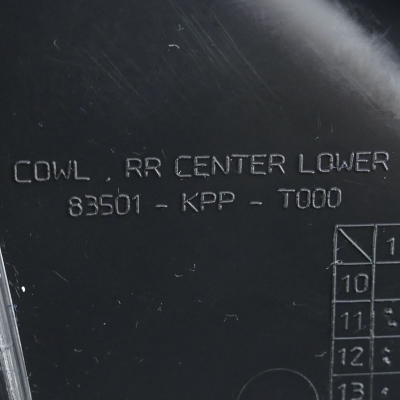 COWL , RR CENTER LOWER
83501 - KPP - T000
1
10
11
12
13